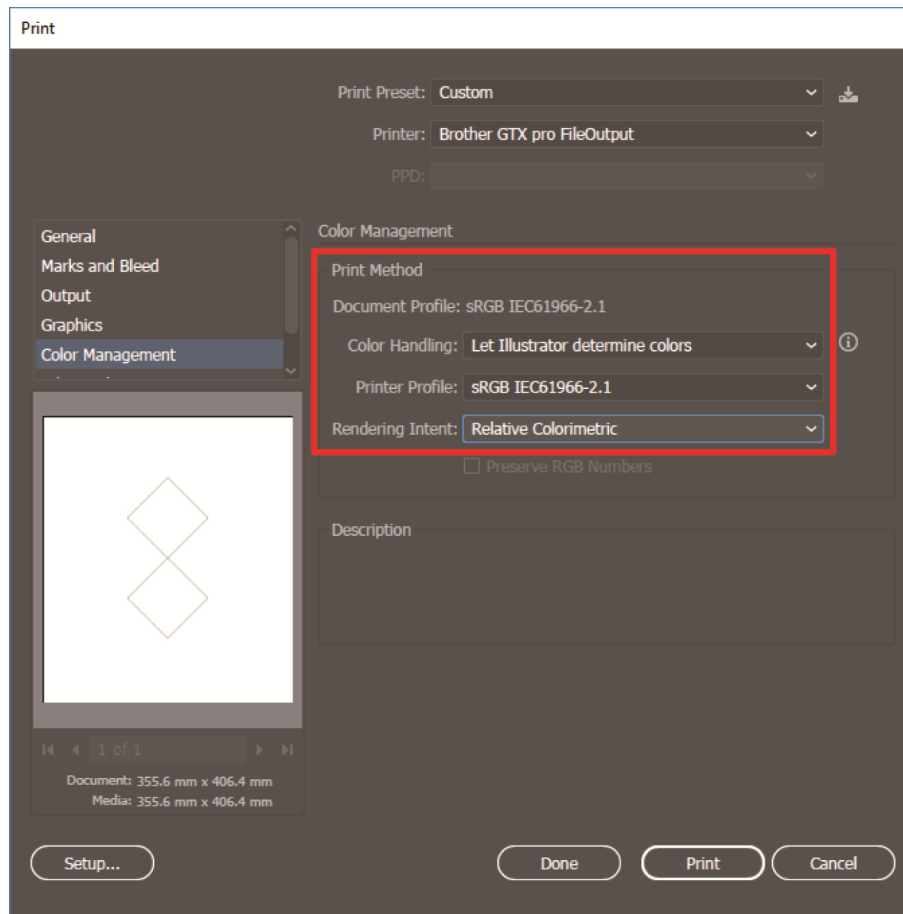 Print
Print Preset: Custom
Printer: Brother GTX pro FileOutput
PPD:
General
Marks and Bleed
Output
Graphics
Color Management
Color Management
Print Method
Document Profile: sRGB IEC61966-2.1
Color Handling: Let Illustrator determine colors
Printer Profile: sRGB IEC61966-2.1
Rendering Intent: Relative Colorimetric
Preserve RGB Numbers
Description
1 of 1
Document: 355.6 mm x 406.4 mm
Media: 355.6 mm x 406.4 mm
Setup...
Done
Print
Cancel